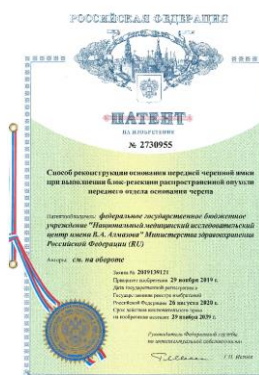 РОССИЙСКАЯ ФЕДЕРАЦИЯ
ПАТЕНТ
НА ИЗОБРЕТЕНИЕ
№ 2730955
Способ реконструкции основания передней черепной ямки
при выполнении блок-резекции распространенной опухоли
переднего отдела основания черепа
Патентообладатель: федеральное государственное бюджетное
учреждение "Национальный медицинский исследовательский
центр имени В.А. Алмазова" Министерства здравоохранения
Российской Федерации (RU)
Авторы: см. на обороте
Заявка № 2019139121
Приоритет изобретения 29 ноября 2019 г.
Дата государственной регистрации в
Государственном реестре изобретений
Российской Федерации 26 августа 2020 г.
Срок действия исключительного права
на изобретение истекает 29 ноября 2039 г.
Руководитель Федеральной службы
по интеллектуальной собственности
Г.П. Ивлиев